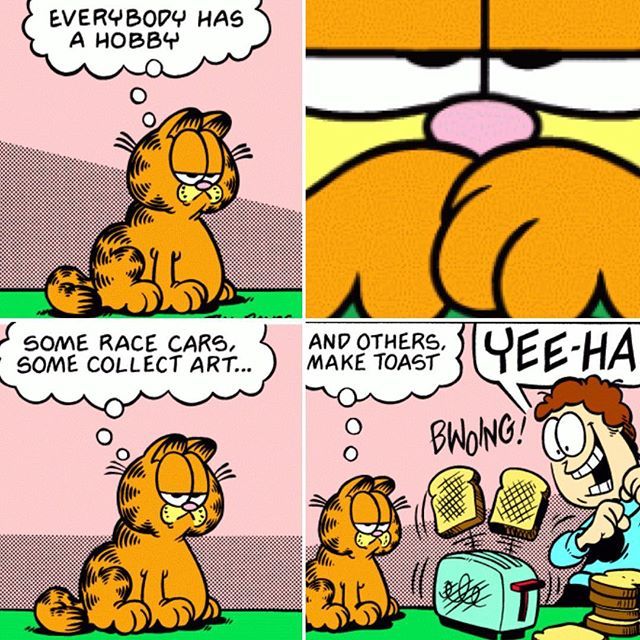 EVERYBODY HAS
A HOBBY
SOME RACE CARS,
SOME COLLECT ART...
AND OTHERS,
MAKE TOAST
YEE-HA
BWOING!